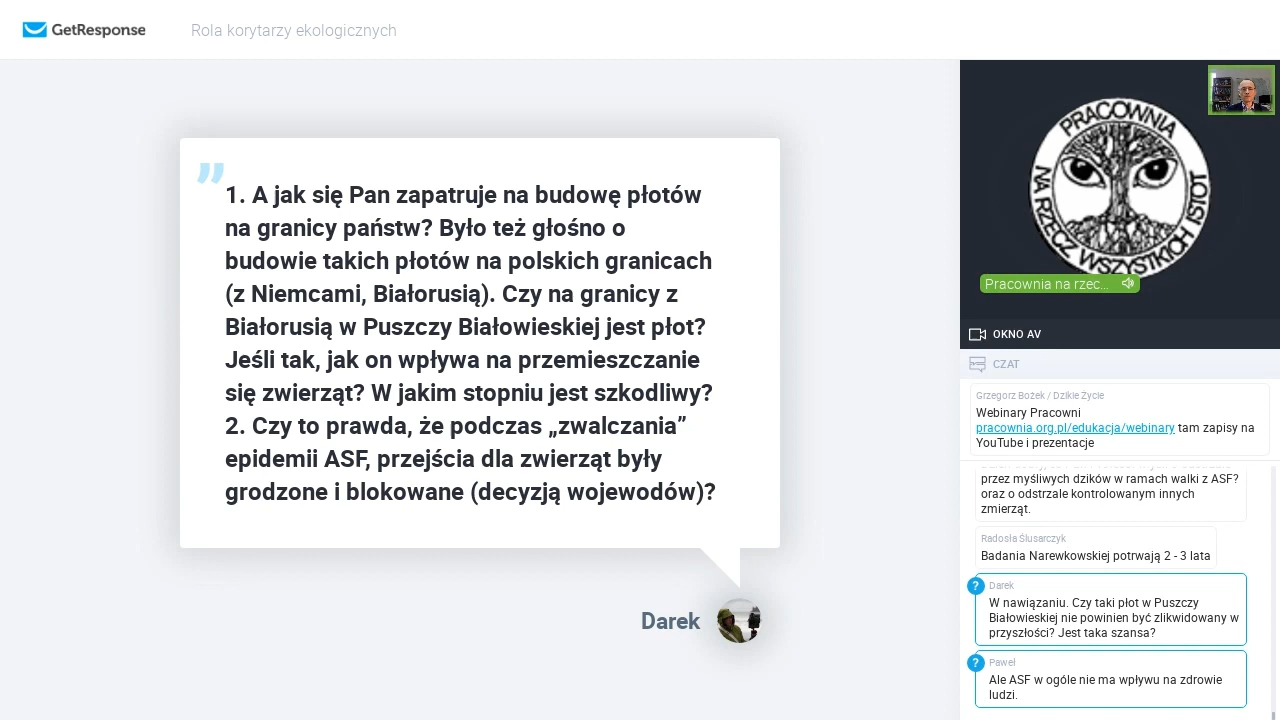 GetResponse
Rola korytarzy ekologicznych
”
1. A jak się Pan zapatruje na budowę płotów
na granicy państw? Było też głośno o
budowie takich płotów na polskich granicach
(z Niemcami, Białorusią). Czy na granicy z
Białorusią w Puszczy Białowieskiej jest płot?
Jeśli tak, jak on wpływa na przemieszczanie
się zwierząt? W jakim stopniu jest szkodliwy?
2. Czy to prawda, że podczas „zwalczania”
epidemii ASF, przejścia dla zwierząt były
grodzone i blokowane (decyzją wojewodów)?
Darek
PRACOWNIA
NA RZECZ WSZYSTKICH ISTOT
Pracownia na rzec...
OKNO AV
CZAT
Grzegorz Bożek / Dzikie Życie
Webinary Pracowni
pracownia.org.pl/edukacja/webinary tam zapisy na
YouTube i prezentacje
przez myśliwych dzików w ramach walki z ASF?
oraz o odstrzale kontrolowanym innych
zmierząt.
Radosła Ślusarczyk
Badania Narewkowskiej potrwają 2 - 3 lata
?
Darek
W nawiązaniu. Czy taki płot w Puszczy
Białowieskiej nie powinien być zlikwidowany w
przyszłości? Jest taka szansa?
?
Paweł
Ale ASF w ogóle nie ma wpływu na zdrowie
ludzi.